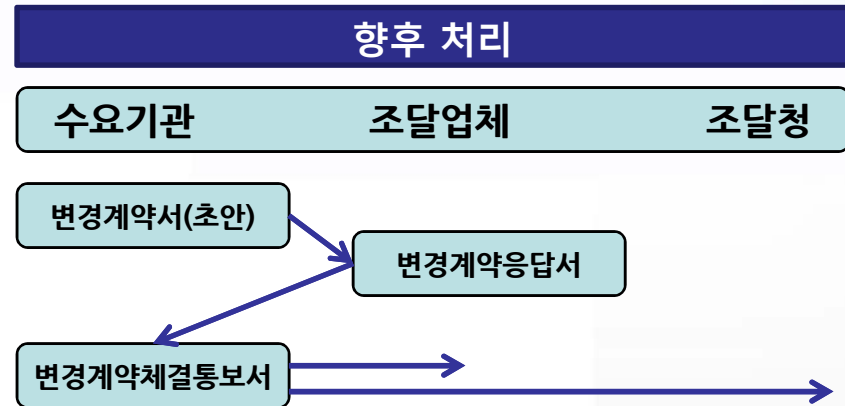 향후 처리
수요기관 조달업체 조달청
변경계약서(초안)
변경계약응답서
변경계약체결통보서